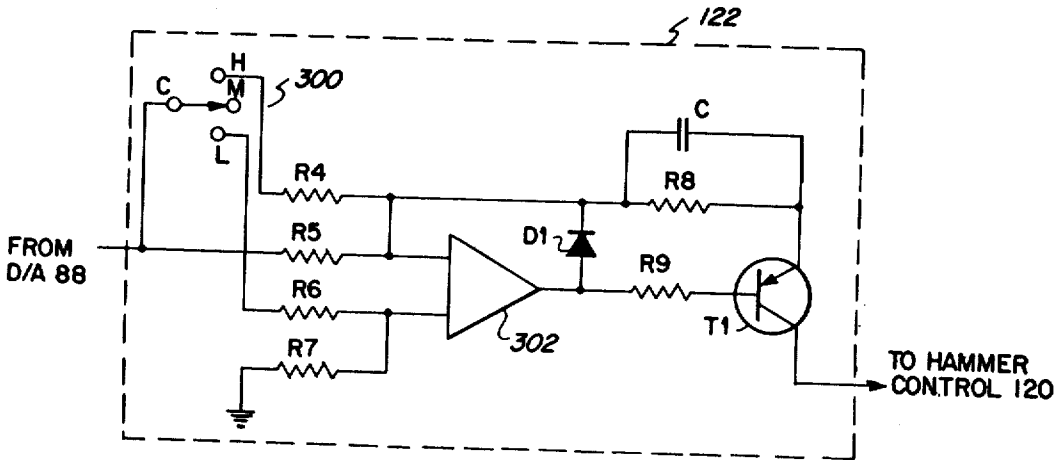 122
H
C
M
300
L
C
R4
R8
FROM
D/A 88
R5
D1
R9
R6
T1
302
R7
TO HAMMER
CONTROL 120